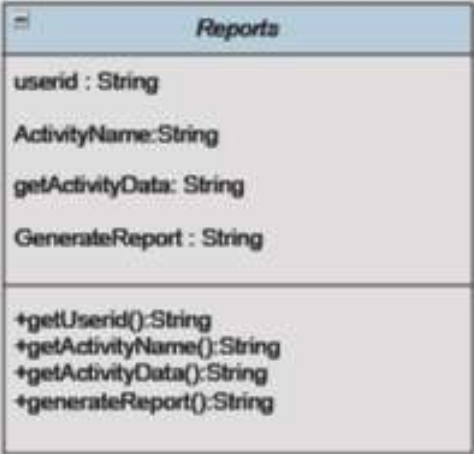 Reports
userid : String
ActivityName:String
getActivityData: String
GenerateReport : String
+getUserid():String
+getActivityName():String
+getActivityData():String
+generateReport():String